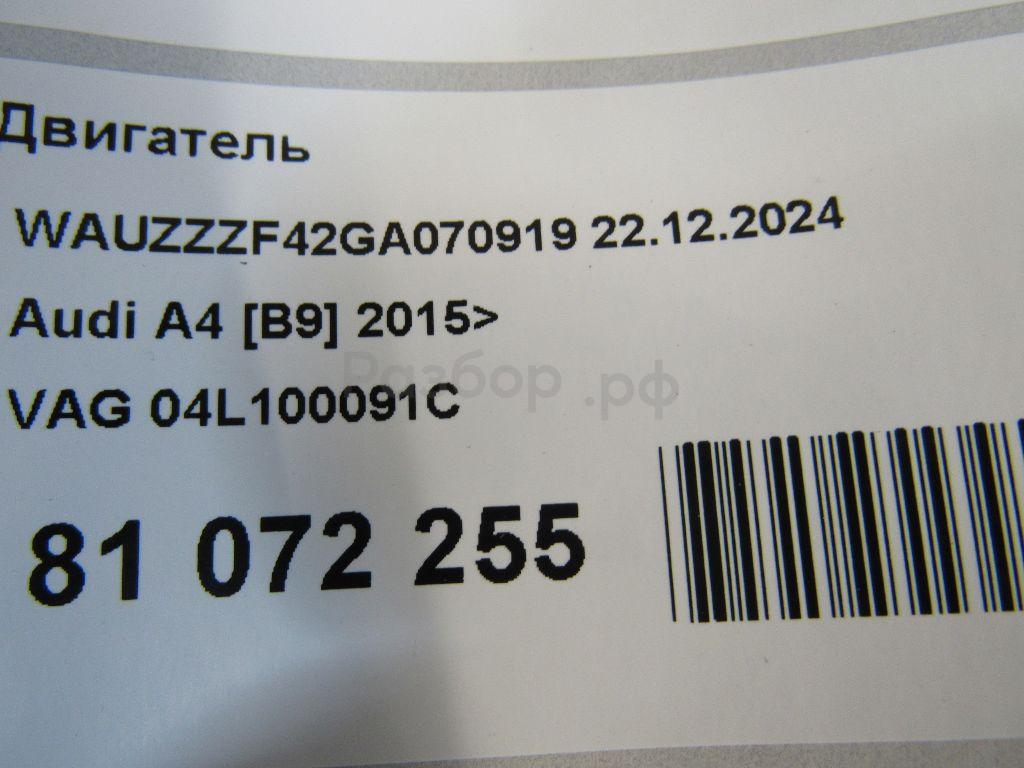 Двигатель
WAUZZZF42GA070919 22.12.2024
Audi A4 [B9] 2015>
Разбор.рф
VAG 04L100091C
81 072 255